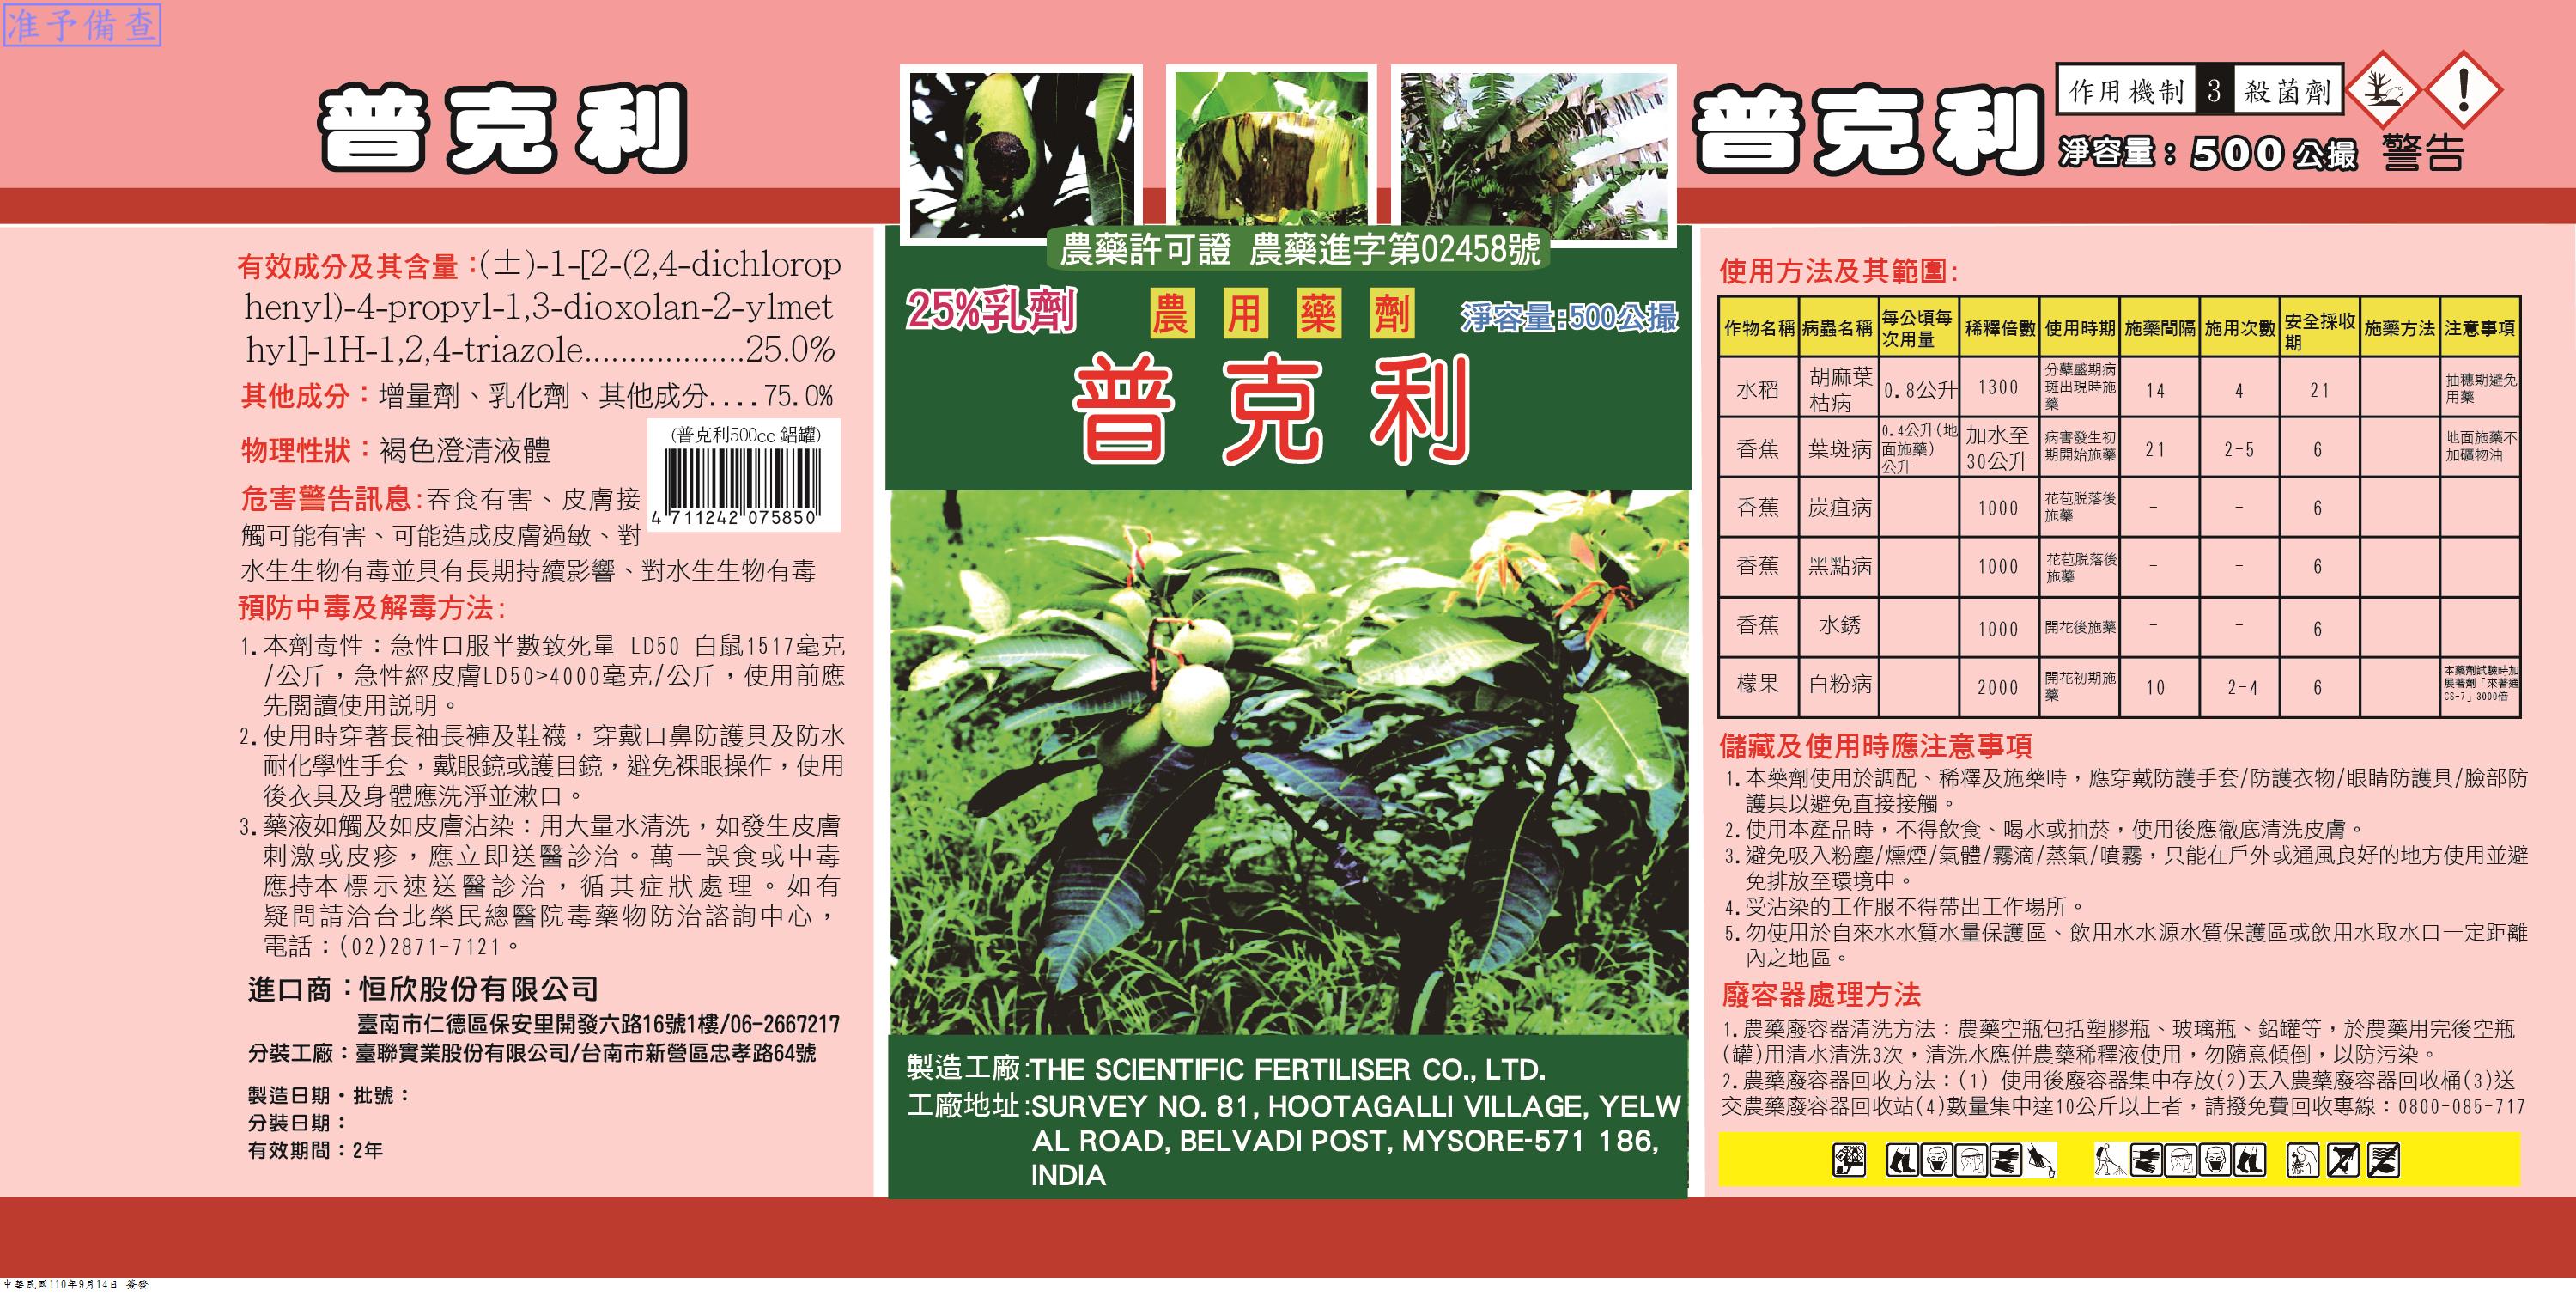 准予備查
普克利
有效成分及其含量：(±)-1-[2-(2,4-dichlorop
henyl)-4-propyl-1,3-dioxolan-2-ylmet
hyl]-1H-1,2,4-triazole..................25.0%
其他成分：增量劑、乳化劑、其他成分....75.0%
物理性狀：褐色澄清液體
(普克利500cc 鋁罐)
4 711242 075850
危害警告訊息:吞食有害、皮膚接
觸可能有害、可能造成皮膚過敏、對
水生生物有毒並具有長期持續影響、對水生生物有毒
預防中毒及解毒方法:
1.本劑毒性：急性口服半數致死量 LD50 白鼠1517毫克
/公斤，急性經皮膚LD50>4000毫克/公斤，使用前應
先閱讀使用說明。
2.使用時穿著長袖長褲及鞋襪，穿戴口鼻防護具及防水
耐化學性手套，戴眼鏡或護目鏡，避免裸眼操作，使用
後衣具及身體應洗淨並漱口。
3.藥液如觸及如皮膚沾染：用大量水清洗，如發生皮膚
刺激或皮疹，應立即送醫診治。萬一誤食或中毒
應持本標示速送醫診治，循其症狀處理。如有
疑問請洽台北榮民總醫院毒藥物防治諮詢中心，
電話：(02)2871-7121。
進口商：恒欣股份有限公司
臺南市仁德區保安里開發六路16號1樓/06-2667217
分裝工廠：臺聯實業股份有限公司/台南市新營區忠孝路64號
製造日期・批號：
分裝日期：
有效期間：2年
農藥許可證 農藥進字第02458號
25%乳劑 農用藥劑 淨容量:500公撮
普克利
製造工廠:THE SCIENTIFIC FERTILISER CO., LTD.
工廠地址:SURVEY NO. 81, HOOTAGALLI VILLAGE, YELW
AL ROAD, BELVADI POST, MYSORE-571 186,
INDIA
普克利
作用機制 3 殺菌劑
淨容量：500公撮 警告
使用方法及其範圍:
作物名稱 病蟲名稱 每公頃每次用量 稀釋倍數 使用時期 施藥間隔 施用次數 安全採收期 施藥方法 注意事項
水稻 胡麻葉枯病 0.8公升 1300 分蘗盛期病斑出現時施藥 14 4 21 抽穗期避免用藥
香蕉 葉斑病 0.4公升(地面施藥)公升 加水至30公升 病害發生初期開始施藥 21 2-5 6 地面施藥不加礦物油
香蕉 炭疽病 1000 花苞脫落後施藥 - - 6
香蕉 黑點病 1000 花苞脫落後施藥 - - 6
香蕉 水銹 1000 開花後施藥 - - 6
檬果 白粉病 2000 開花初期施藥 10 2-4 6 本藥劑試驗時加展著劑「來著通CS-7」3000倍
儲藏及使用時應注意事項
1.本藥劑使用於調配、稀釋及施藥時，應穿戴防護手套/防護衣物/眼睛防護具/臉部防
護具以避免直接接觸。
2.使用本產品時，不得飲食、喝水或抽菸，使用後應徹底清洗皮膚。
3.避免吸入粉塵/燻煙/氣體/霧滴/蒸氣/噴霧，只能在戶外或通風良好的地方使用並避
免排放至環境中。
4.受沾染的工作服不得帶出工作場所。
5.勿使用於自來水水質水量保護區、飲用水水源水質保護區或飲用水取水口一定距離
內之地區。
廢容器處理方法
1.農藥廢容器清洗方法：農藥空瓶包括塑膠瓶、玻璃瓶、鋁罐等，於農藥用完後空瓶
(罐)用清水清洗3次，清洗水應併農藥稀釋液使用，勿隨意傾倒，以防污染。
2.農藥廢容器回收方法：(1) 使用後廢容器集中存放(2)丟入農藥廢容器回收桶(3)送
交農藥廢容器回收站(4)數量集中達10公斤以上者，請撥免費回收專線：0800-085-717
中華民國110年9月14日 簽發